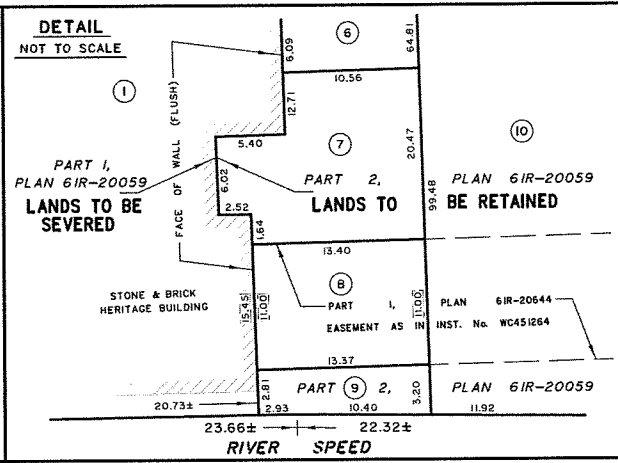 DETAIL
NOT TO SCALE
6
6.09
64.81
10.56
1
FACE OF WALL (FLUSH)
12.71
5.40
7
20.47
10
PART 1,
PLAN 61R-20059
LANDS TO BE
SEVERED
6.02
PART 2,
LANDS TO
99.48
PLAN 61R-20059
BE RETAINED
2.52
1.64
13.40
8
STONE & BRICK
HERITAGE BUILDING
15.45
11.00
PART 1,
11.00
PLAN 61R-20644
EASEMENT AS IN INST. No. WC451264
13.37
2.81
PART 9 2,
3.20
PLAN 61R-20059
20.73±
2.93
10.40
11.92
23.66±
22.32±
RIVER SPEED